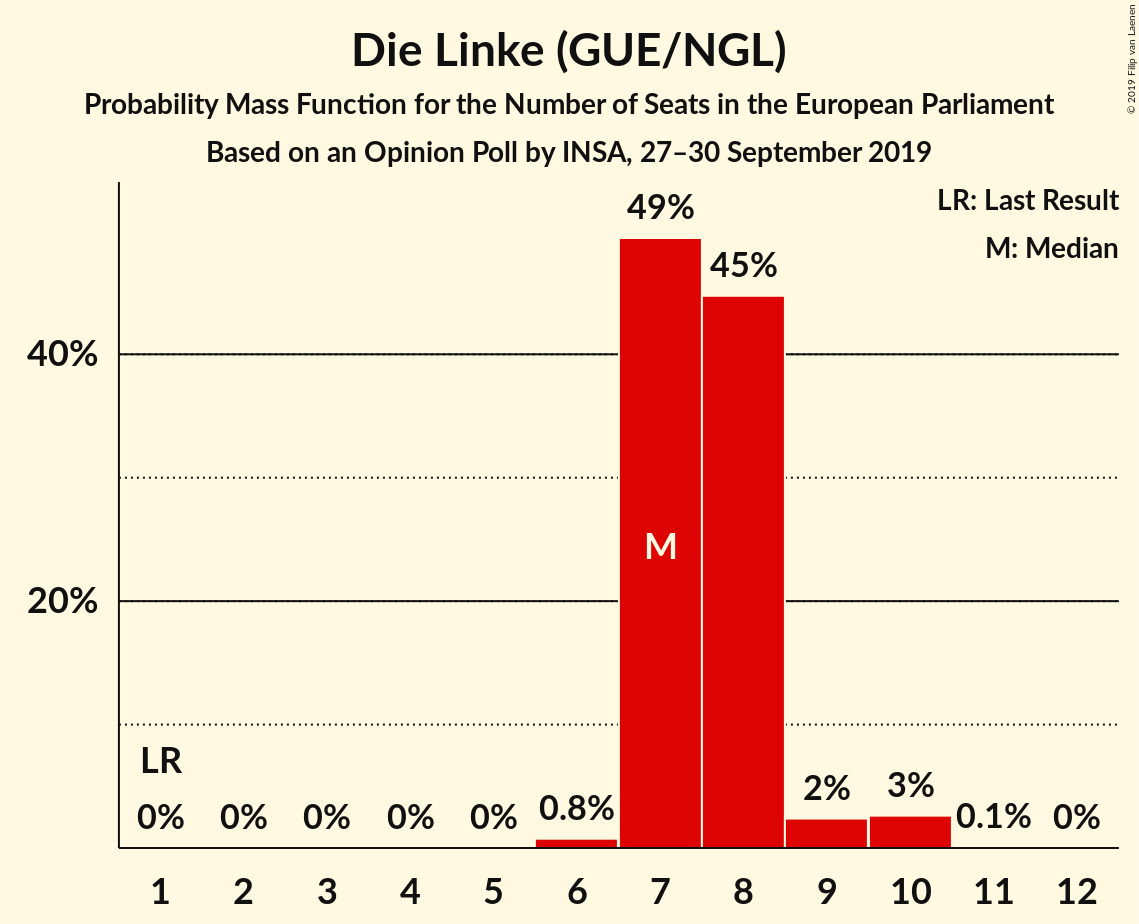 Die Linke (GUE/NGL)
Probability Mass Function for the Number of Seats in the European Parliament
Based on an Opinion Poll by INSA, 27–30 September 2019
© 2019 Filip van Laenen
LR: Last Result
M: Median
49%
45%
40%
M
20%
LR
0% 0% 0% 0% 0% 0.8% 2% 3% 0.1% 0%
1 2 3 4 5 6 7 8 9 10 11 12